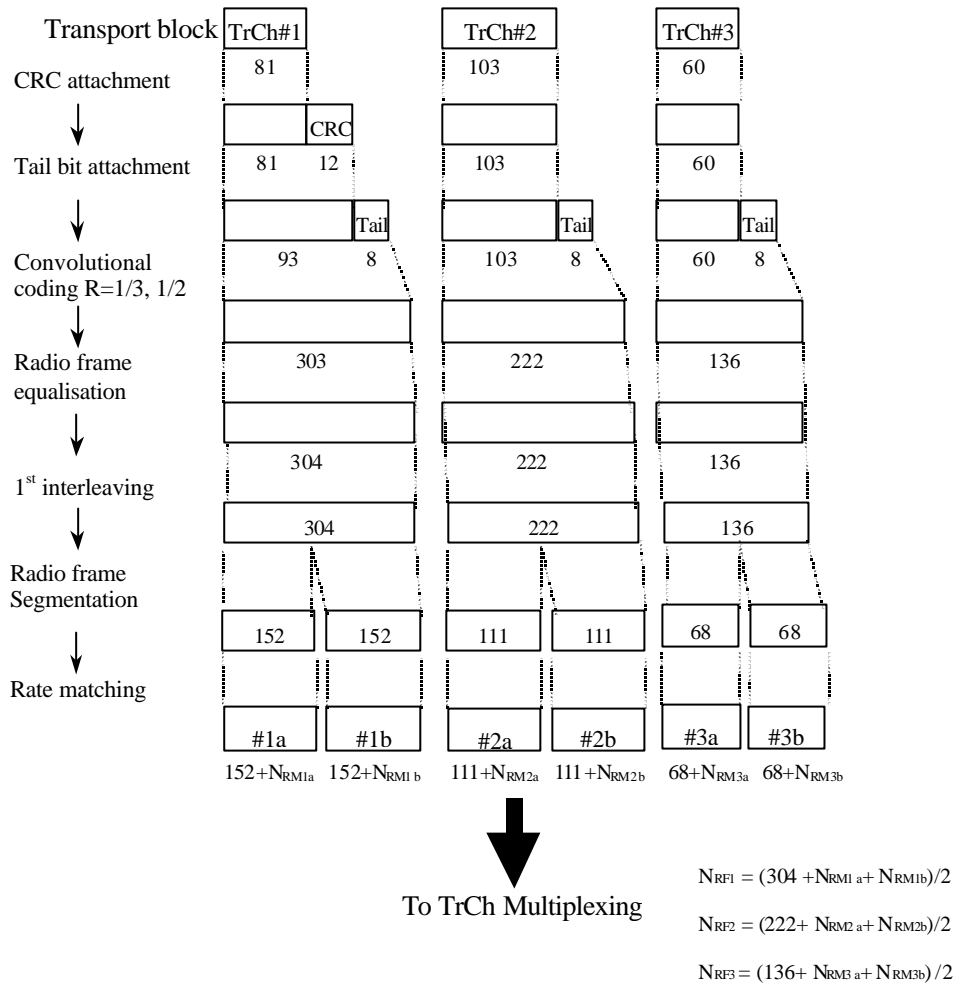 Transport block TrCh#1 TrCh#2 TrCh#3
81 103 60
CRC attachment
CRC
Tail bit attachment 81 12 103 60
Tail Tail Tail
93 8 103 8 60 8
Convolutional
coding R=1/3, 1/2
303 222 136
Radio frame
equalisation
304 222 136
1st interleaving
304 222 136
Radio frame
Segmentation
152 152 111 111 68 68
Rate matching
#1a #1b #2a #2b #3a #3b
152+NRM1a 152+NRM1 b 111+NRM2a 111+NRM2b 68+NRM3a 68+NRM3b
To TrCh Multiplexing
NRF1 = (304 +NRM1 a+ NRM1b)/2
NRF2 = (222+ NRM2 a+ NRM2b)/2
NRF3 = (136+ NRM3 a+ NRM3b) /2